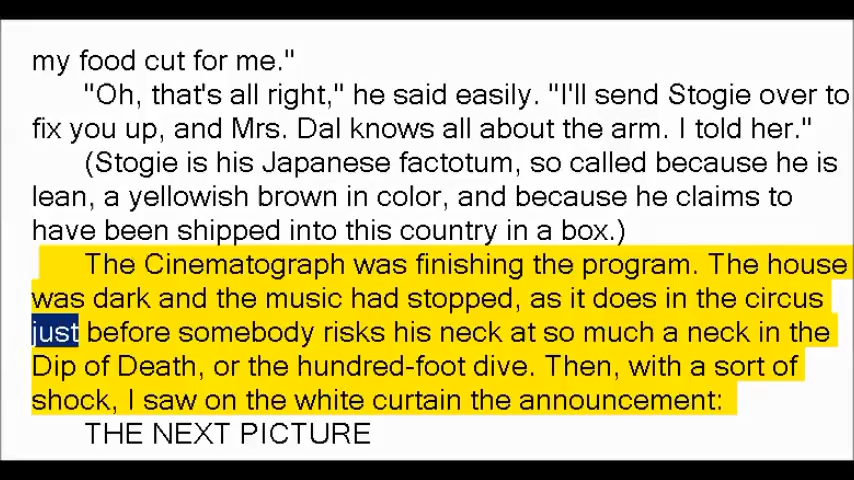 my food cut for me."
"Oh, that's all right," he said easily. "I'll send Stogie over to
fix you up, and Mrs. Dal knows all about the arm. I told her."
(Stogie is his Japanese factotum, so called because he is
lean, a yellowish brown in color, and because he claims to
have been shipped into this country in a box.)
The Cinematograph was finishing the program. The house
was dark and the music had stopped, as it does in the circus
just before somebody risks his neck at so much a neck in the
Dip of Death, or the hundred-foot dive. Then, with a sort of
shock, I saw on the white curtain the announcement:
THE NEXT PICTURE